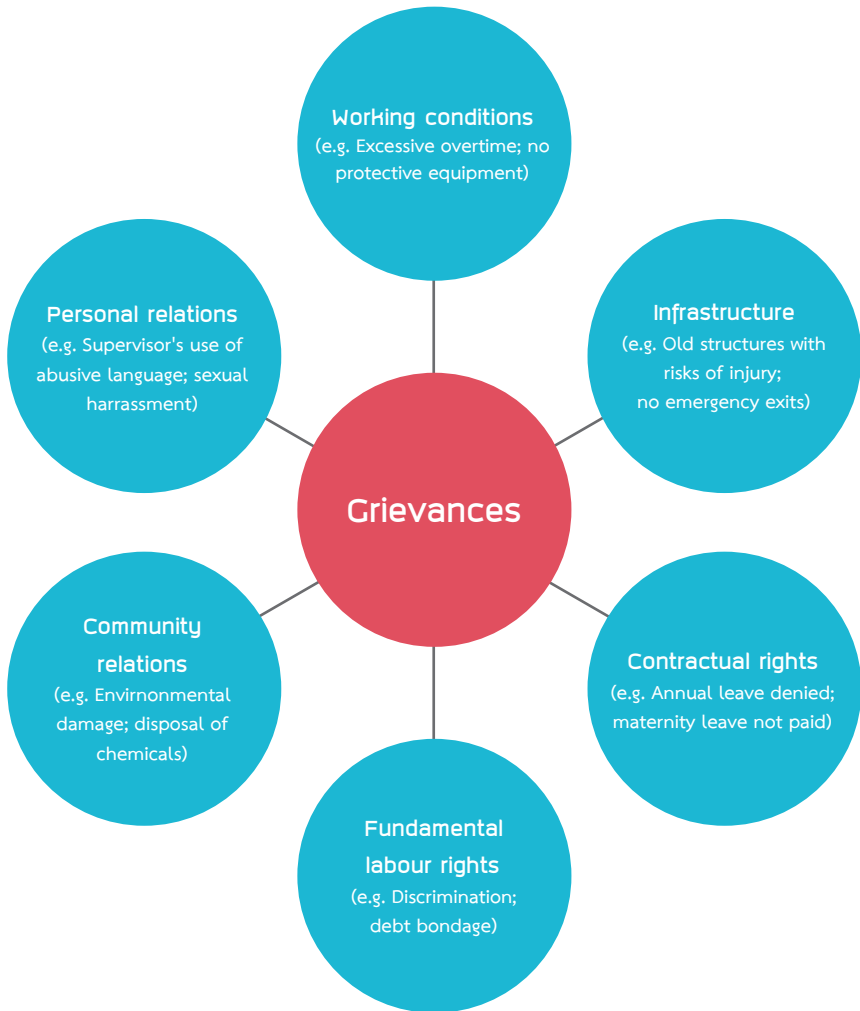 Working conditions
(e.g. Excessive overtime; no
protective equipment)
Personal relations
(e.g. Supervisor's use of
abusive language; sexual
harrassment)
Infrastructure
(e.g. Old structures with
risks of injury;
no emergency exits)
Grievances
Community
relations
(e.g. Envirnonmental
damage; disposal of
chemicals)
Contractual rights
(e.g. Annual leave denied;
maternity leave not paid)
Fundamental
labour rights
(e.g. Discrimination;
debt bondage)